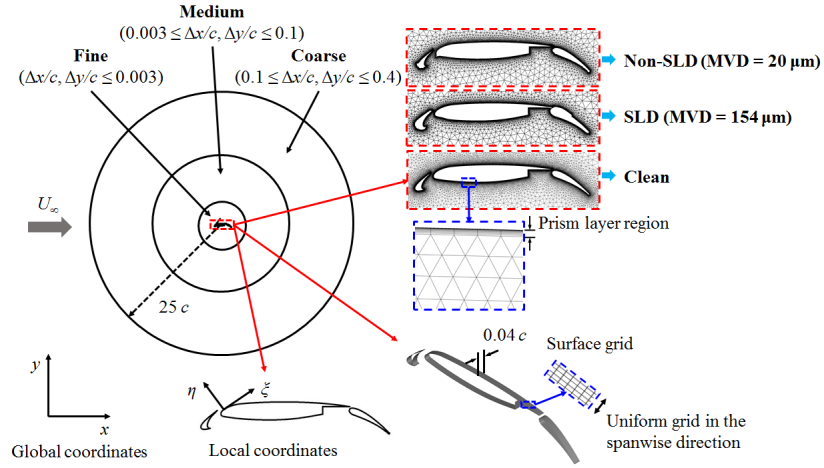 Medium
(0.003 ≤ Δx/c, Δy/c ≤ 0.1)
Fine
(Δx/c, Δy/c ≤ 0.003)
Coarse
(0.1 ≤ Δx/c, Δy/c ≤ 0.4)
Non-SLD (MVD = 20 μm)
SLD (MVD = 154 μm)
Clean
U∞
Prism layer region
25 c
0.04 c
Surface grid
y
x
η
ξ
Uniform grid in the
spanwise direction
Global coordinates
Local coordinates